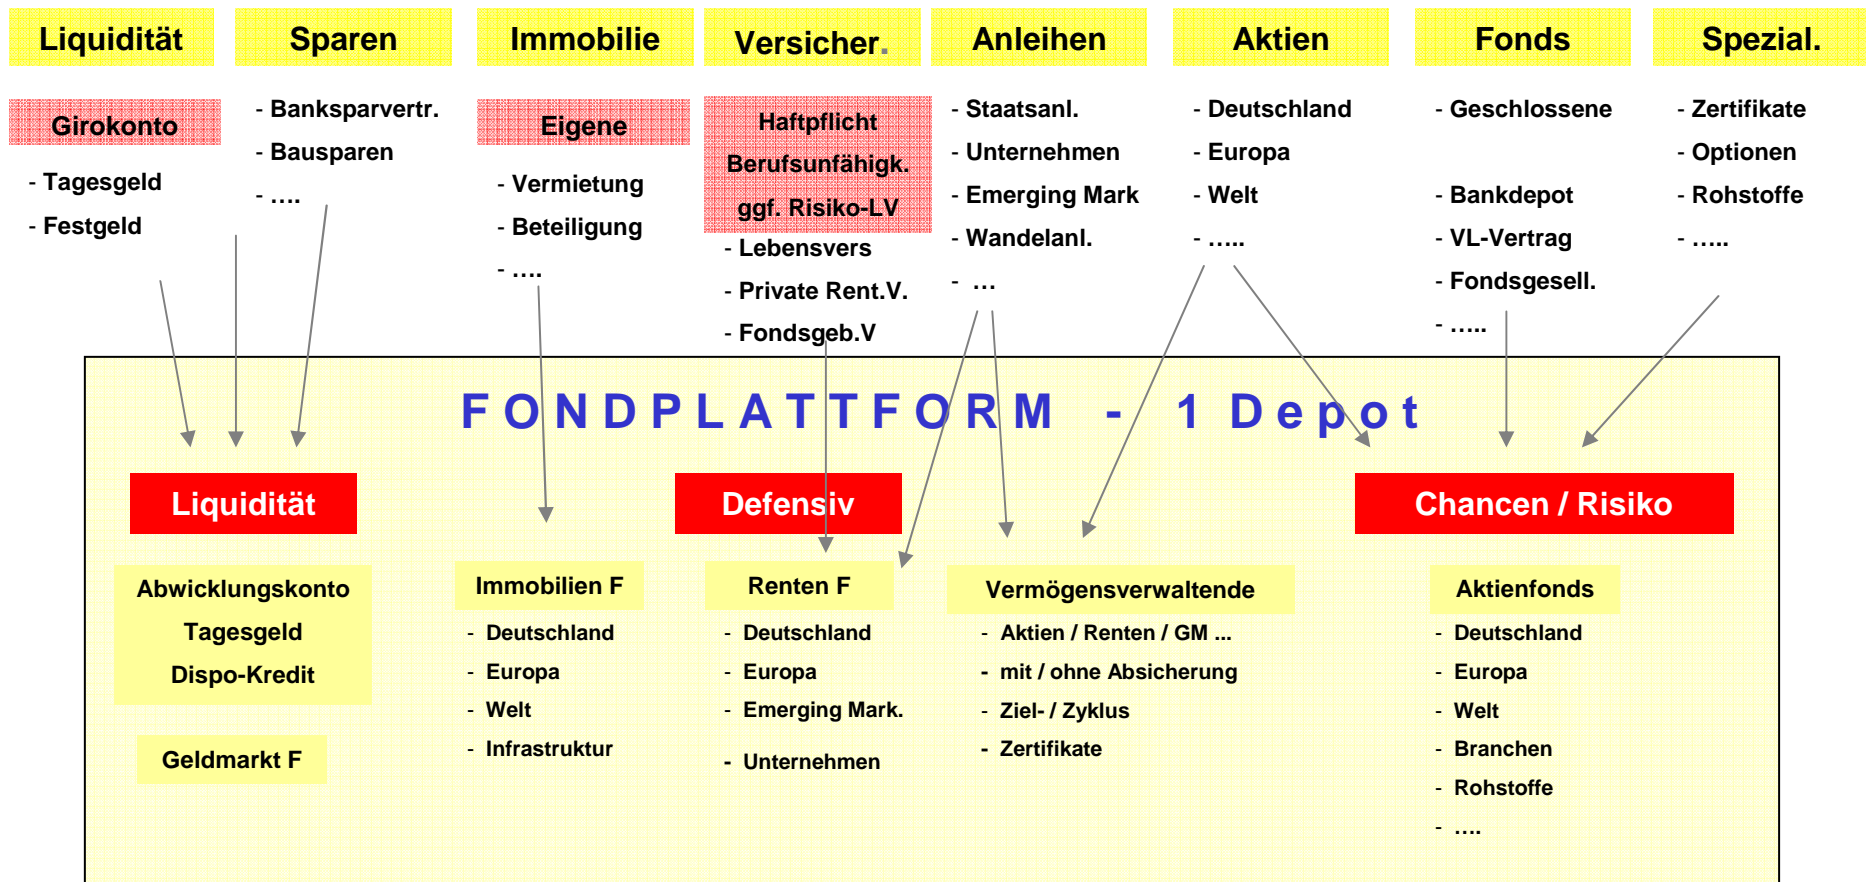 Liquidität
Sparen
Immobilie
Versicher.
Anleihen
Aktien
Fonds
Spezial.
Girokonto
- Tagesgeld
- Festgeld
- Banksparvertr.
- Bausparen
- ....
Eigene
- Vermietung
- Beteiligung
- ....
Haftpflicht
Berufsunfähigk.
ggf. Risiko-LV
- Lebensvers
- Private Rent.V.
- Fondsgeb.V
- Staatsanl.
- Unternehmen
- Emerging Mark
- Wandelanl.
- ...
- Deutschland
- Europa
- Welt
- .....
- Geschlossene
- Bankdepot
- VL-Vertrag
- Fondsgesell.
- .....
- Zertifikate
- Optionen
- Rohstoffe
- .....
FONDPLATTFORM - 1 Depot
Liquidität
Defensiv
Chancen / Risiko
Abwicklungskonto
Tagesgeld
Dispo-Kredit
Geldmarkt F
Immobilien F
- Deutschland
- Europa
- Welt
- Infrastruktur
Renten F
- Deutschland
- Europa
- Emerging Mark.
- Unternehmen
Vermögensverwaltende
- Aktien / Renten / GM ...
- mit / ohne Absicherung
- Ziel- / Zyklus
- Zertifikate
Aktienfonds
- Deutschland
- Europa
- Welt
- Branchen
- Rohstoffe
- ....